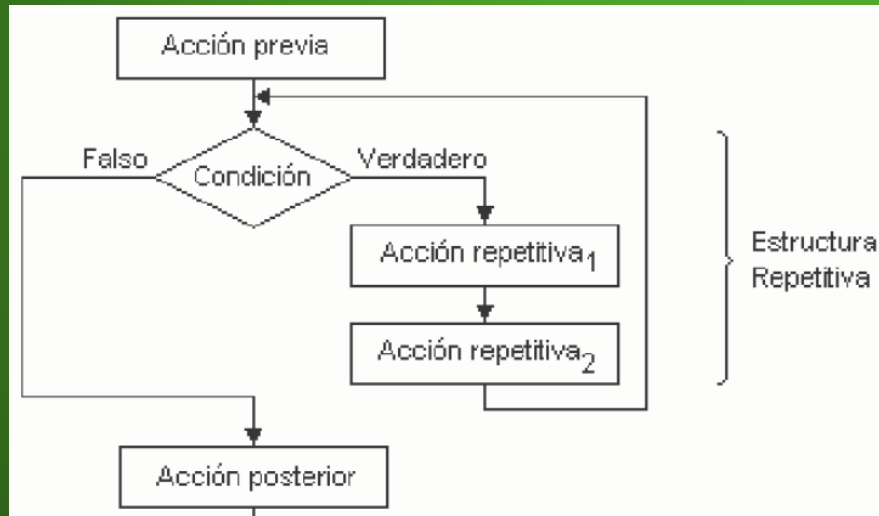 Acción previa
Falso
Verdadero
Condición
Acción repetitiva1
Estructura
Repetitiva
Acción repetitiva2
Acción posterior